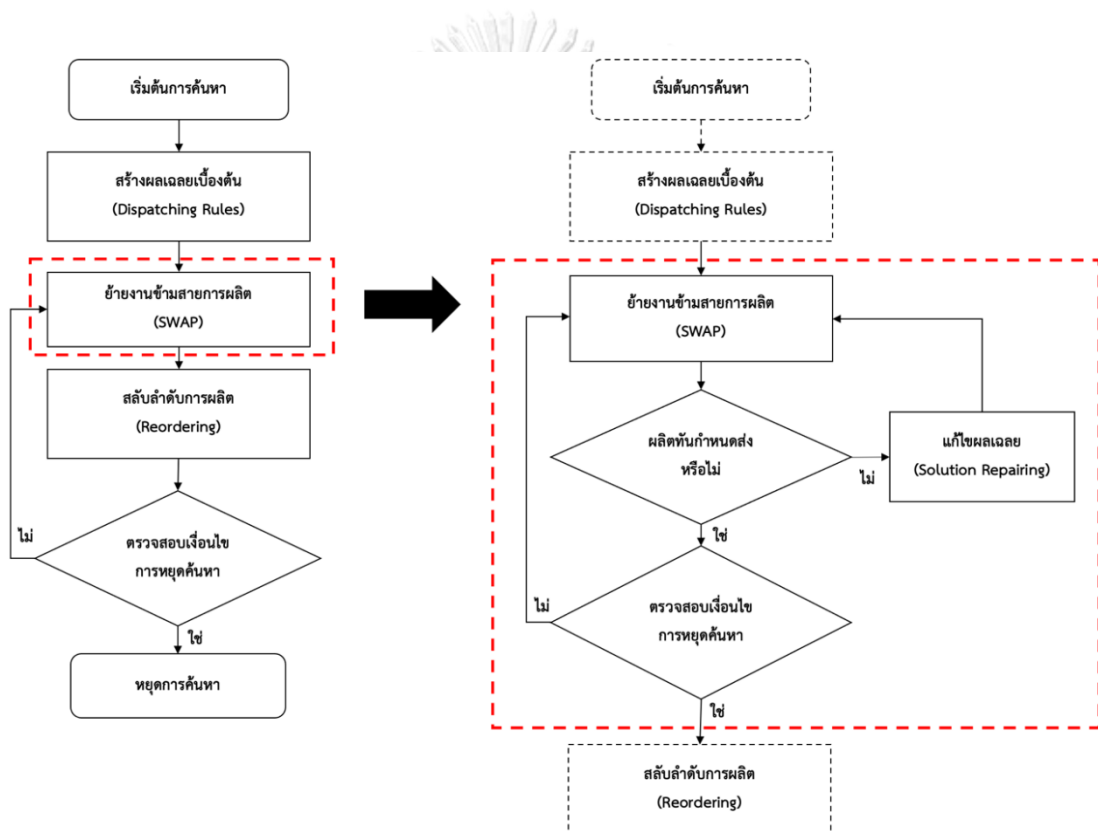 เริ่มต้นการค้นหา
สร้างผลเฉลยเบื้องต้น
(Dispatching Rules)
ย้ายงานข้ามสายการผลิต
(SWAP)
สลับลำดับการผลิต
(Reordering)
ไม่
ตรวจสอบเงื่อนไข
การหยุดค้นหา
ใช่
หยุดการค้นหา
เริ่มต้นการค้นหา
สร้างผลเฉลยเบื้องต้น
(Dispatching Rules)
ย้ายงานข้ามสายการผลิต
(SWAP)
ผลิตทันกำหนดส่ง
หรือไม่
ไม่
แก้ไขผลเฉลย
(Solution Repairing)
ใช่
ไม่
ตรวจสอบเงื่อนไข
การหยุดค้นหา
ใช่
สลับลำดับการผลิต
(Reordering)